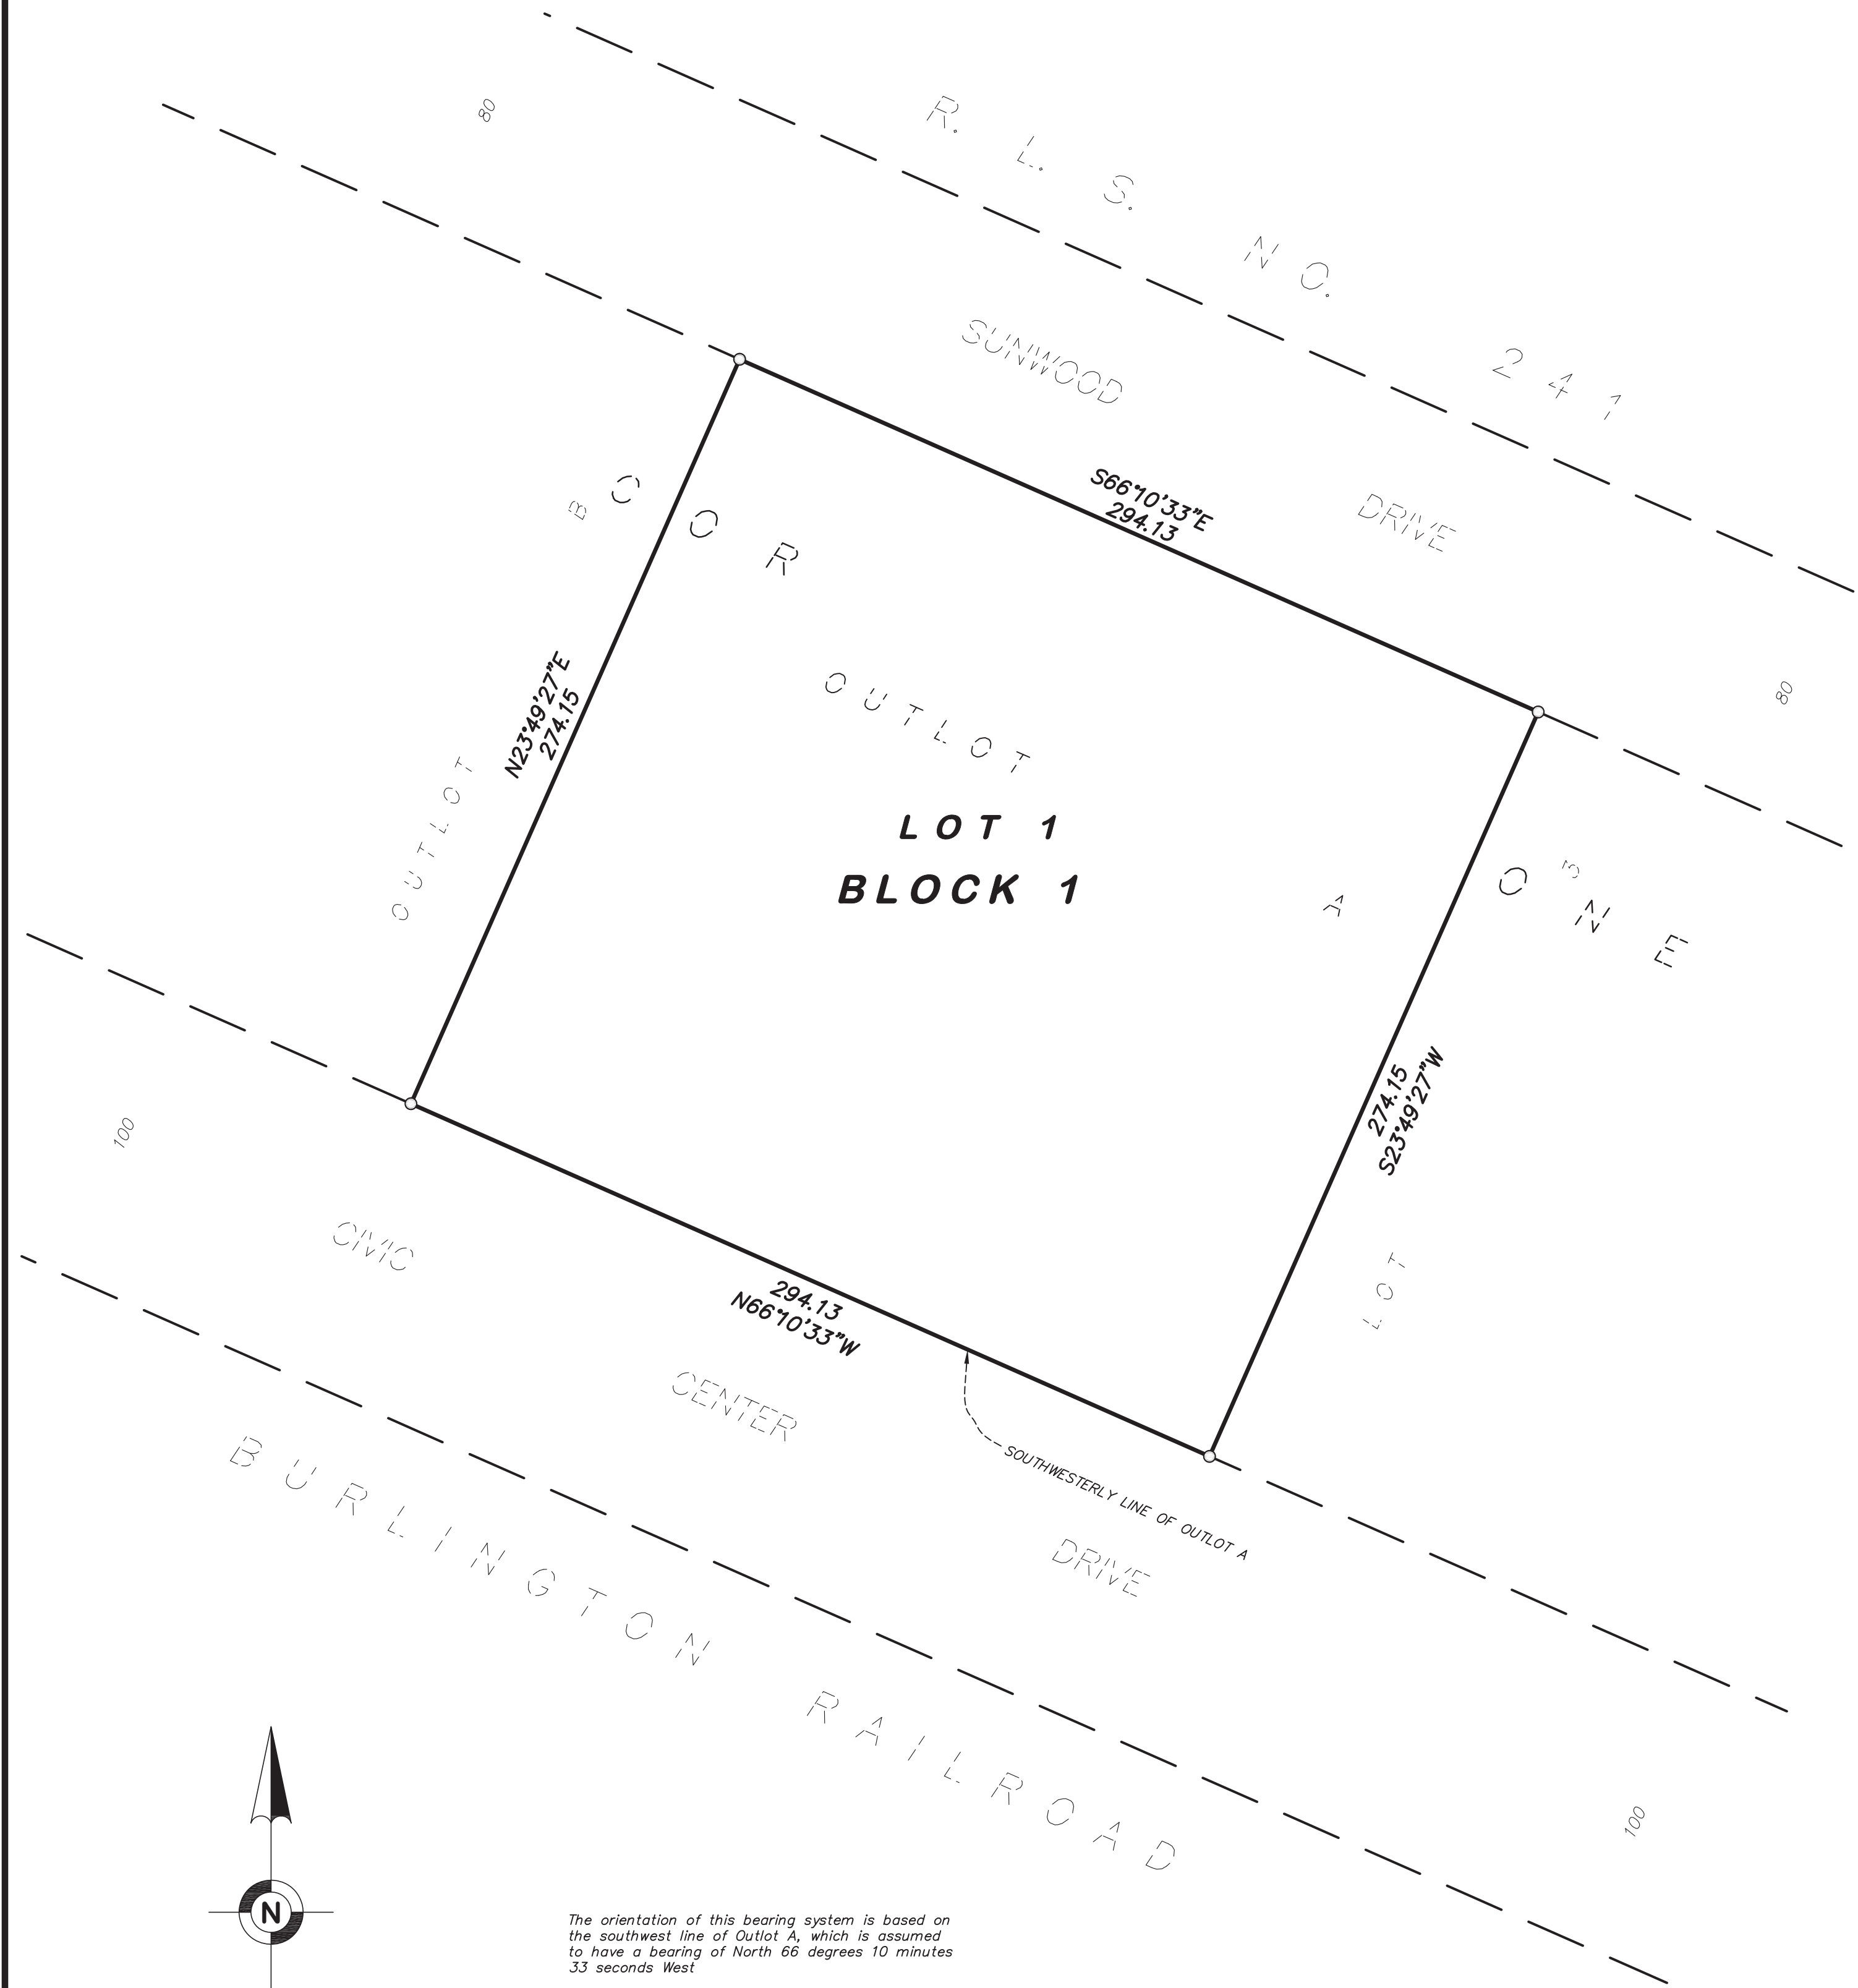 R. L. S. NO. 241
80
SUNWOOD DRIVE
S66°10'33"E
294.13
80
COR ONE
OUTLOT B
N23°49'27"E
274.15
OUTLOT A
LOT 1
BLOCK 1
LOT 3
274.15
S23°49'27"W
100
CIVIC CENTER DRIVE
294.13
N66°10'33"W
SOUTHWESTERLY LINE OF OUTLOT A
BURLINGTON RAILROAD
100
N
The orientation of this bearing system is based on
the southwest line of Outlot A, which is assumed
to have a bearing of North 66 degrees 10 minutes
33 seconds West